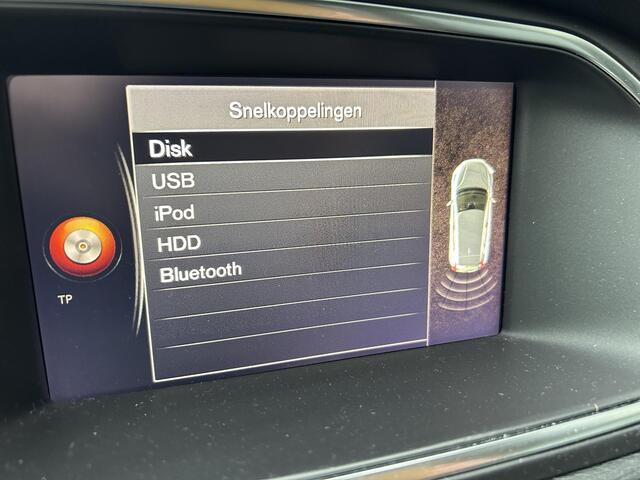 Snelkoppelingen
Disk
USB
iPod
HDD
Bluetooth
TP